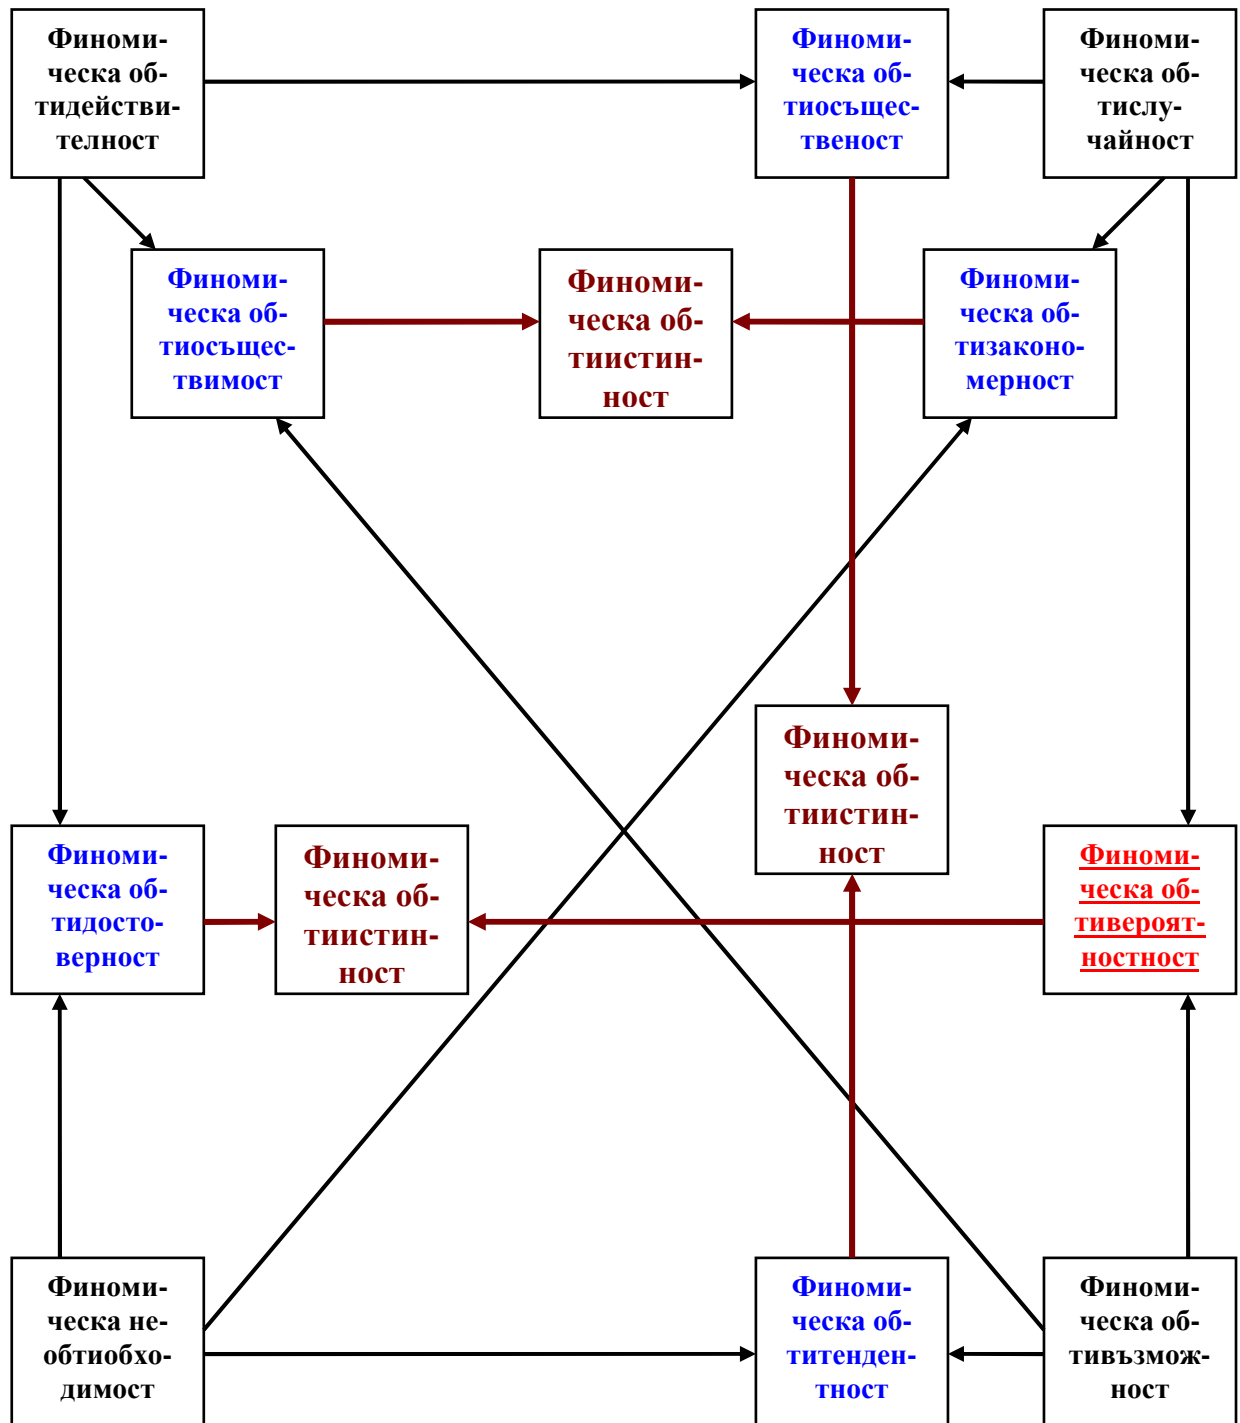 Финоми-
ческа об-
тидействи-
телност
Финоми-
ческа об-
тиосъщес-
твеност
Финоми-
ческа об-
тислу-
чайност
Финоми-
ческа об-
тиосъщес-
твимост
Финоми-
ческа об-
тиистин-
ност
Финоми-
ческа об-
тизаконо-
мерност
Финоми-
ческа об-
тиистин-
ност
Финоми-
ческа об-
тидосто-
верност
Финоми-
ческа об-
тиистин-
ност
Финоми-
ческа об-
тивероят-
ностност
Финоми-
ческа не-
обтиобхо-
димост
Финоми-
ческа об-
титенден-
тност
Финоми-
ческа об-
тивъзмож-
ност